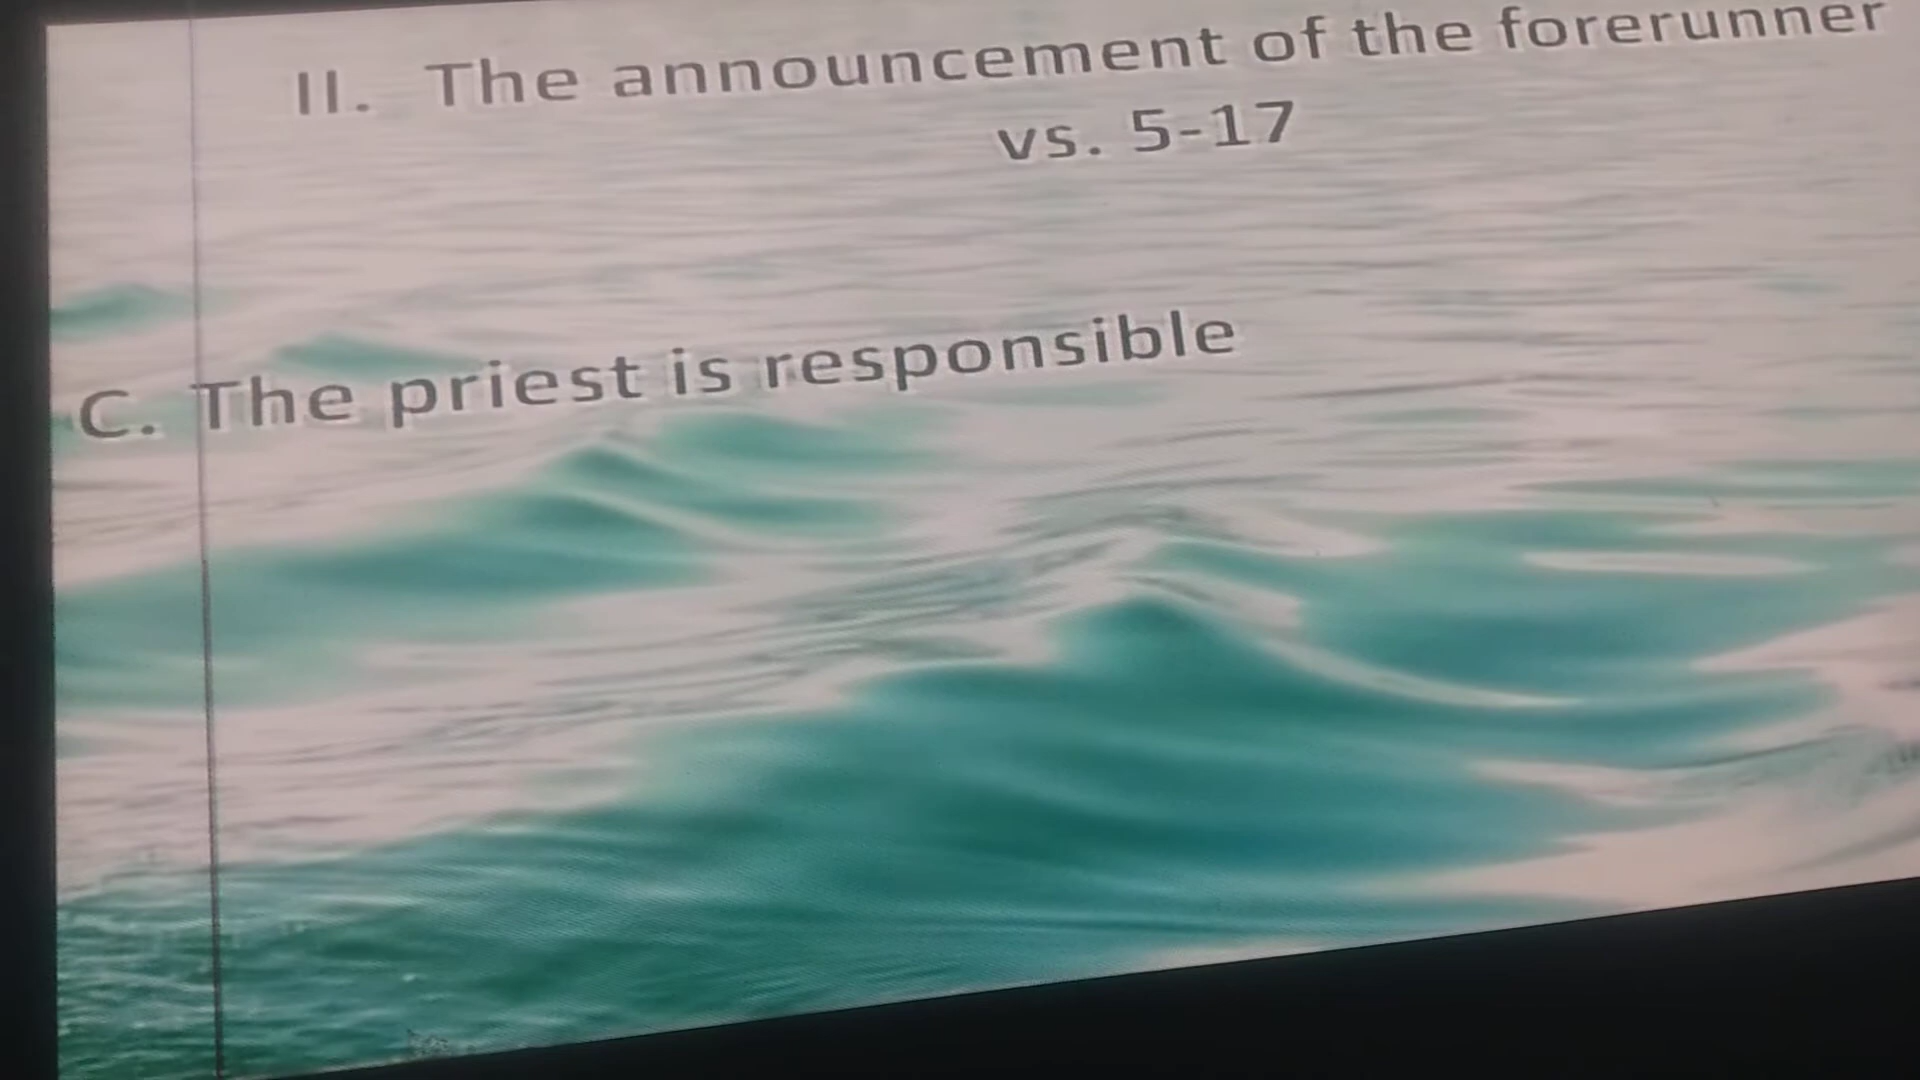 II. The announcement of the forerunner
vs. 5-17
C. The priest is responsible